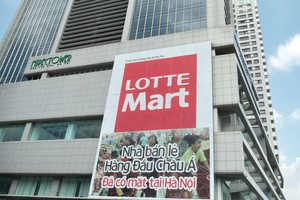 LOTTE
Mart
Nhà bán lẻ
Hàng Đầu Châu Á
Đã có mặt tại Hà Nội